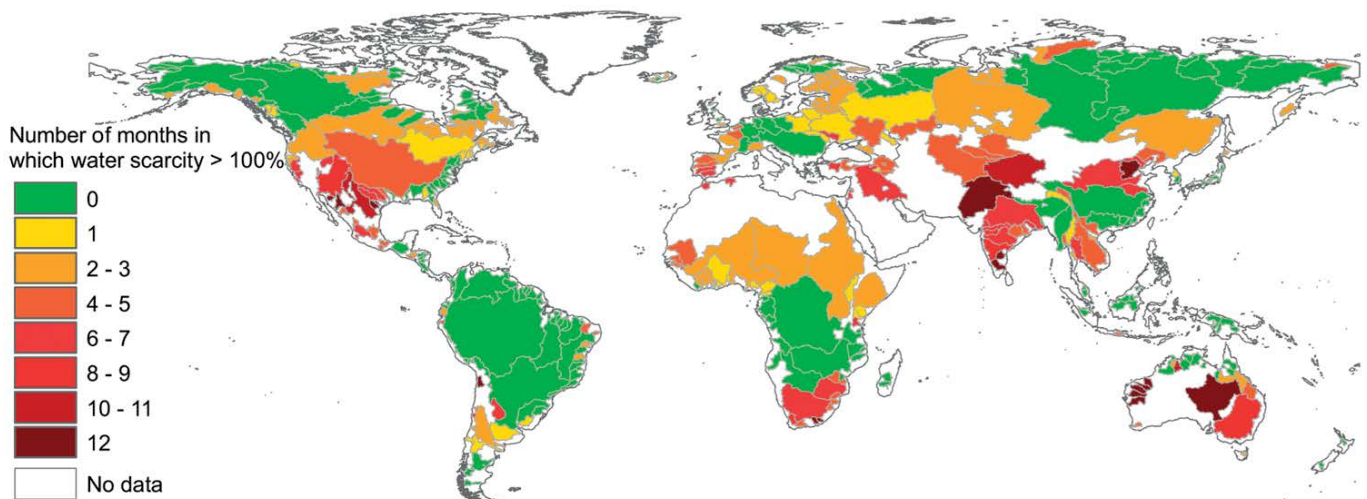 Number of months in
which water scarcity > 100%
0
1
2 - 3
4 - 5
6 - 7
8 - 9
10 - 11
12
No data